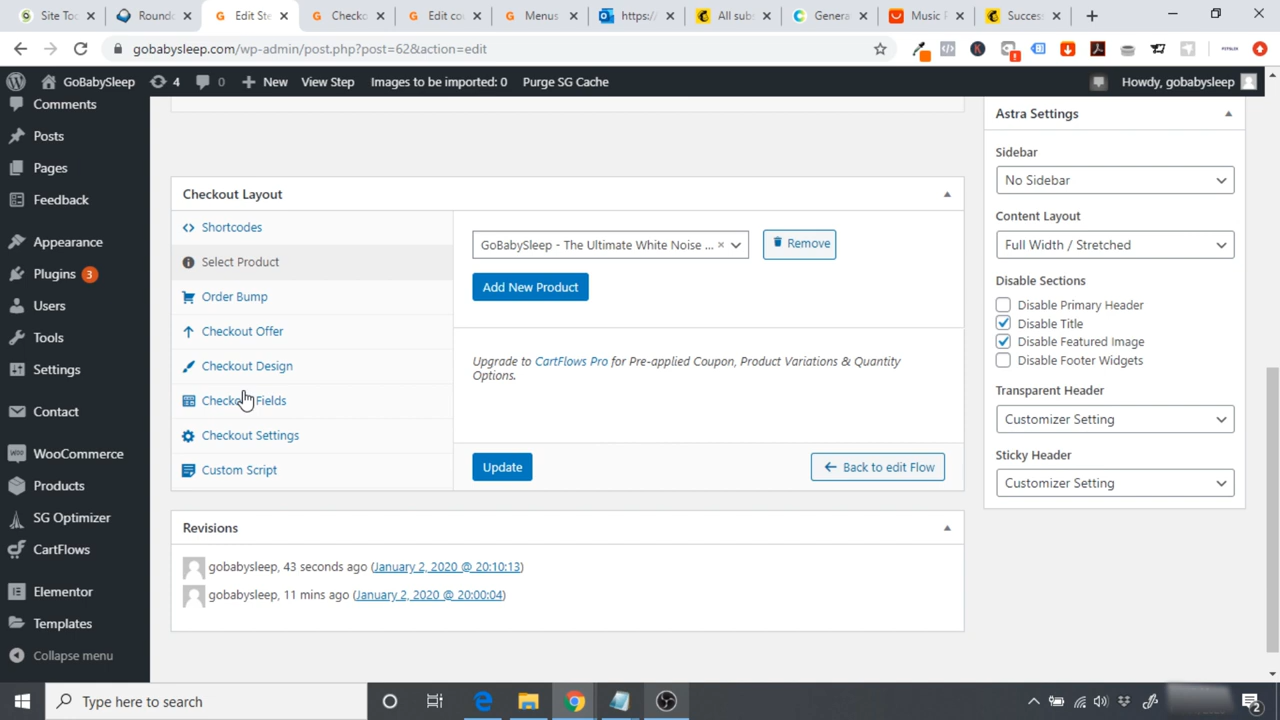 Site Too
Roundc
Edit Ste
Checko
Edit cou
Menus
https:/
All subs
Genera
Music P
Success
gobabysleep.com/wp-admin/post.php?post=62&action=edit
GoBabySleep
4
0
New
View Step
Images to be imported: 0
Purge SG Cache
Howdy, gobabysleep
Comments
Posts
Pages
Feedback
Appearance
Plugins 3
Users
Tools
Settings
Contact
WooCommerce
Products
SG Optimizer
CartFlows
Elementor
Templates
Collapse menu
Checkout Layout
Shortcodes
Select Product
Order Bump
Checkout Offer
Checkout Design
Checkout Fields
Checkout Settings
Custom Script
GoBabySleep - The Ultimate White Noise ... ×
Remove
Add New Product
Upgrade to CartFlows Pro for Pre-applied Coupon, Product Variations & Quantity
Options.
Update
Back to edit Flow
Revisions
gobabysleep, 43 seconds ago (January 2, 2020 @ 20:10:13)
gobabysleep, 11 mins ago (January 2, 2020 @ 20:00:04)
Astra Settings
Sidebar
No Sidebar
Content Layout
Full Width / Stretched
Disable Sections
Disable Primary Header
Disable Title
Disable Featured Image
Disable Footer Widgets
Transparent Header
Customizer Setting
Sticky Header
Customizer Setting
Type here to search
2